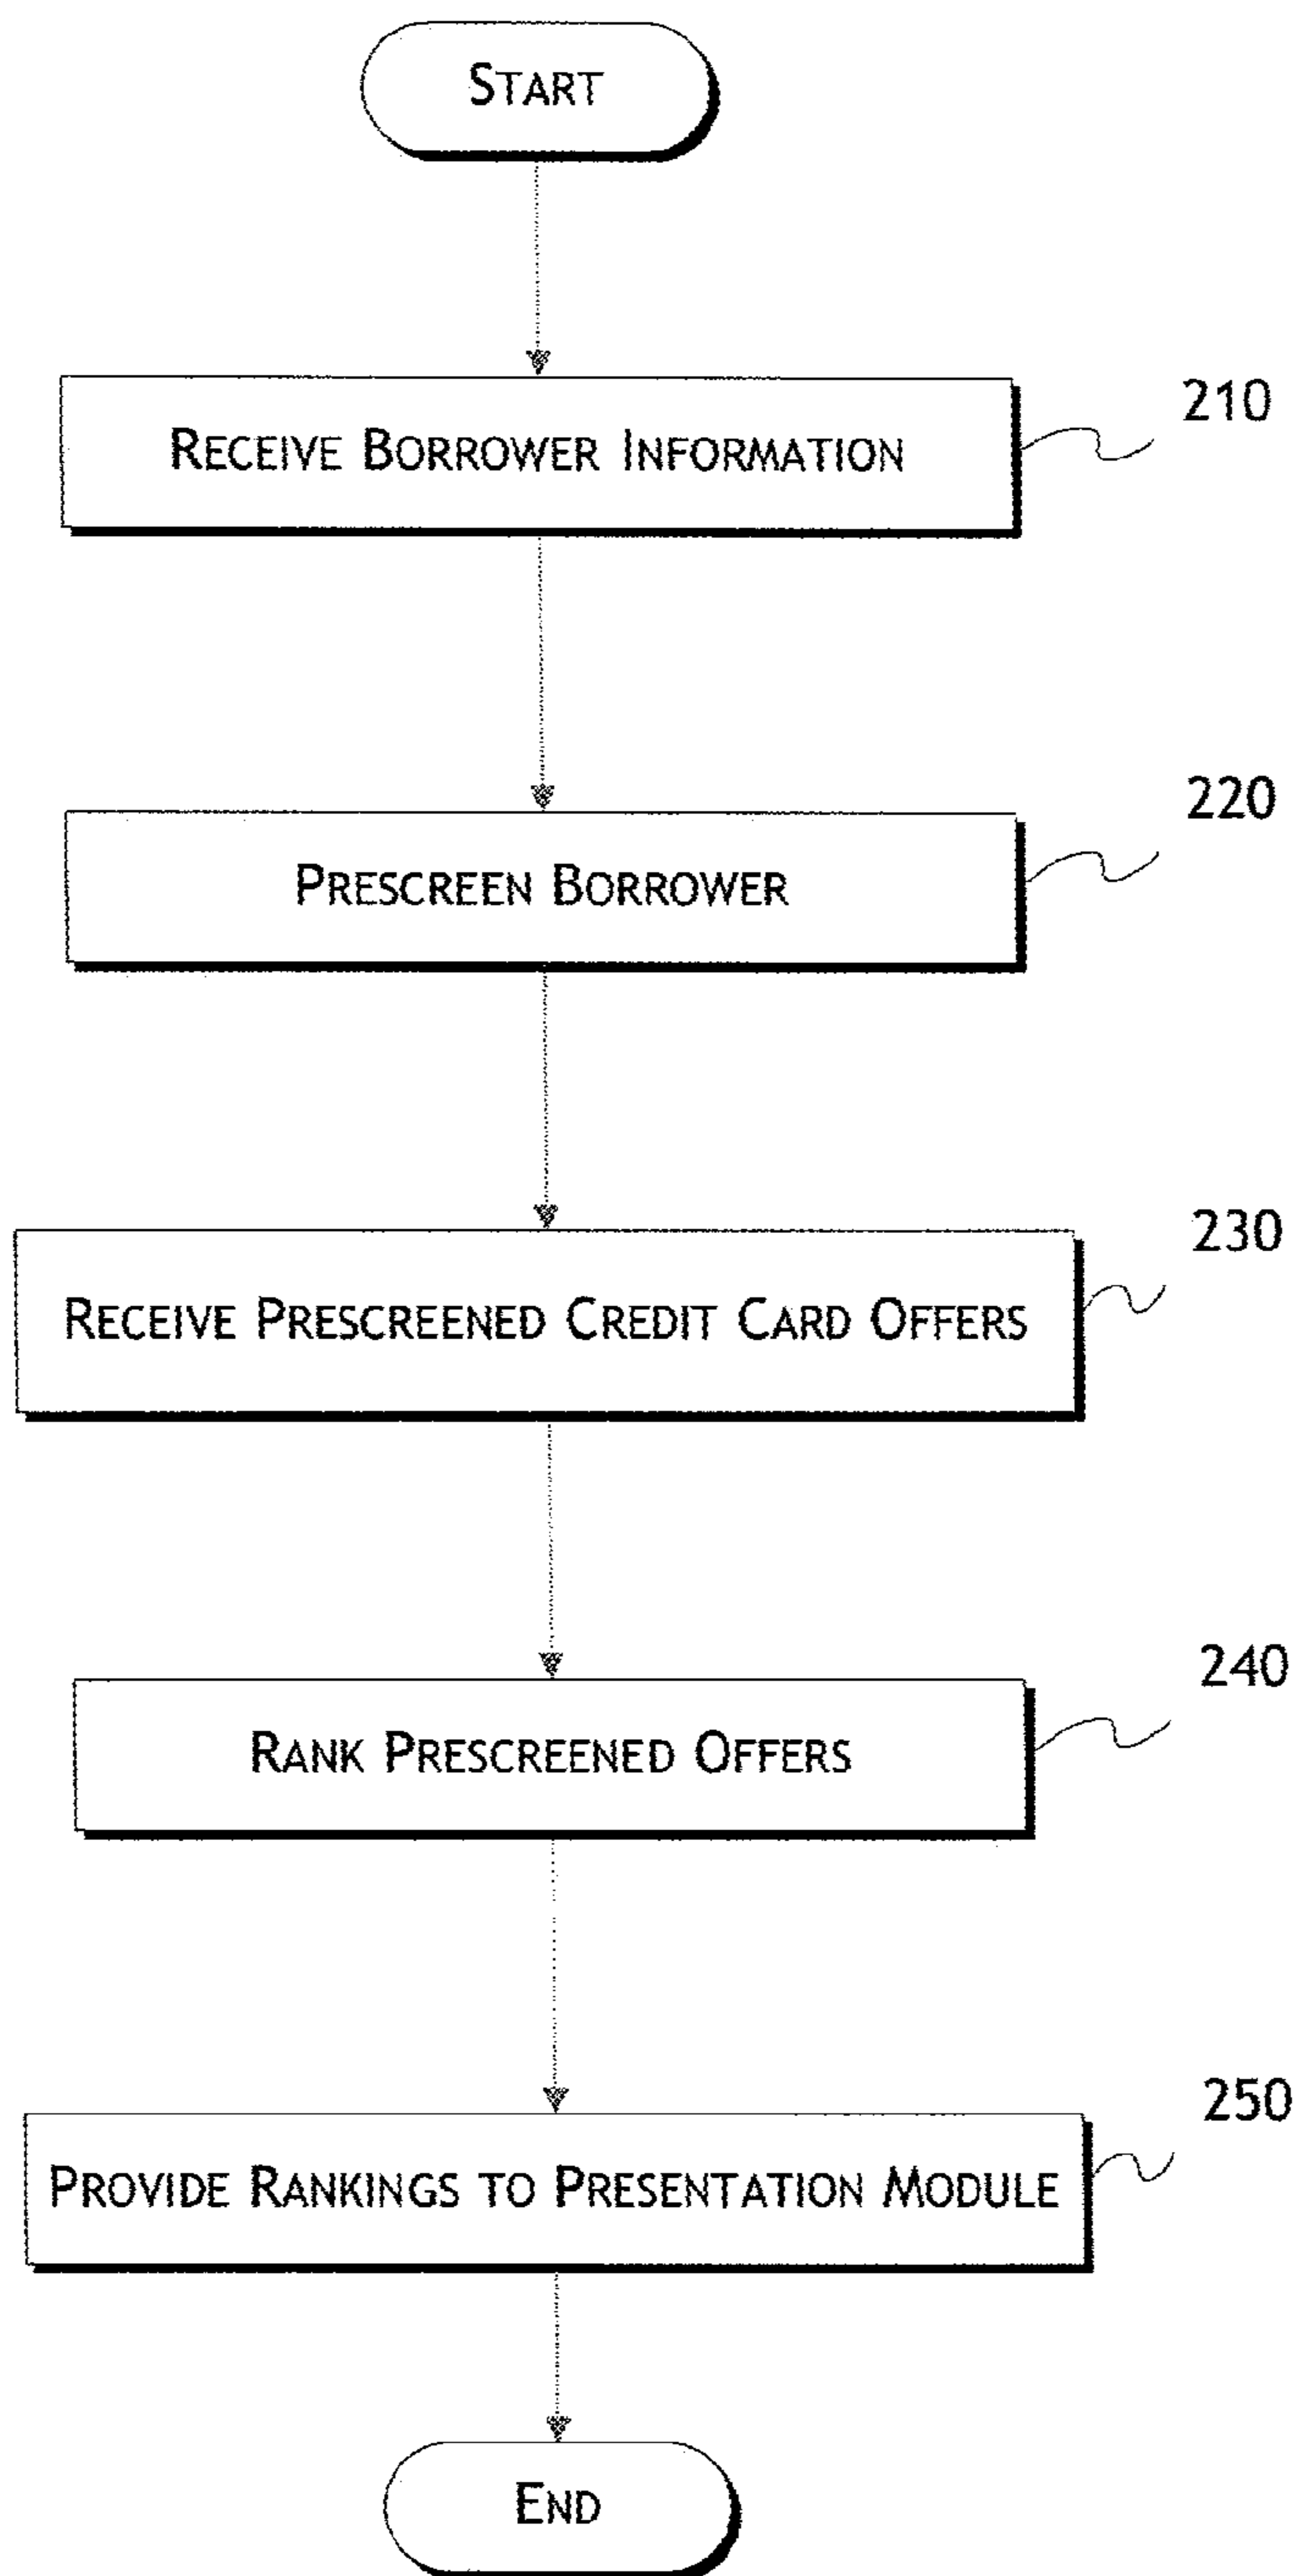 START
RECEIVE BORROWER INFORMATION
210
PRESCREEN BORROWER
220
RECEIVE PRESCREENED CREDIT CARD OFFERS
230
RANK PRESCREENED OFFERS
240
PROVIDE RANKINGS TO PRESENTATION MODULE
250
END